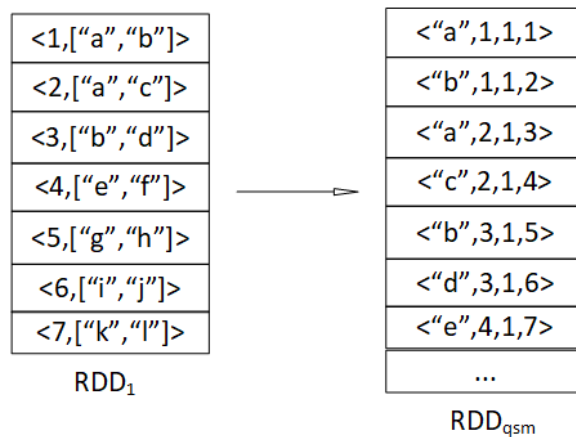 <1,[“a”,“b”]>
<2,[“a”,“c”]>
<3,[“b”,“d”]>
<4,[“e”,“f”]>
<5,[“g”,“h”]>
<6,[“i”,“j”]>
<7,[“k”,“l”]>
RDD₁
<“a”,1,1,1>
<“b”,1,1,2>
<“a”,2,1,3>
<“c”,2,1,4>
<“b”,3,1,5>
<“d”,3,1,6>
<“e”,4,1,7>
...
RDDqsm